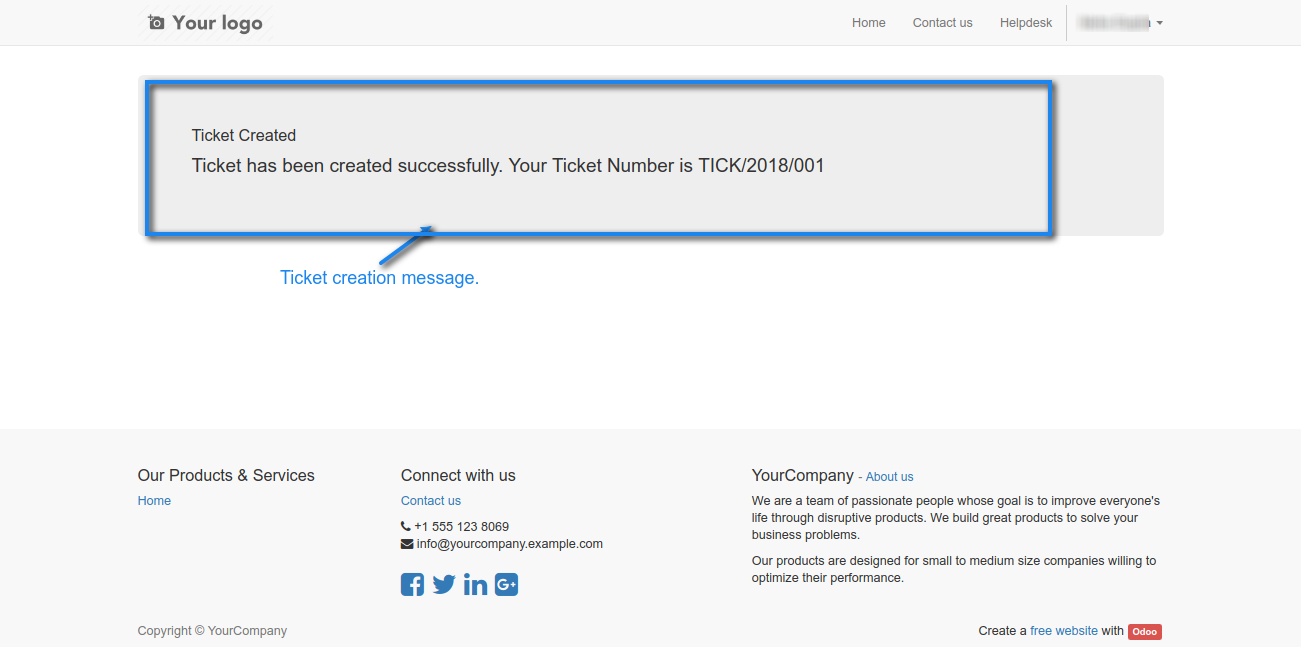 Your logo
Home
Contact us
Helpdesk
Ticket Created
Ticket has been created successfully. Your Ticket Number is TICK/2018/001
Ticket creation message.
Our Products & Services
Home
Connect with us
Contact us
+1 555 123 8069
info@yourcompany.example.com
YourCompany - About us
We are a team of passionate people whose goal is to improve everyone's
life through disruptive products. We build great products to solve your
business problems.
Our products are designed for small to medium size companies willing to
optimize their performance.
Copyright © YourCompany
Create a free website with Odoo